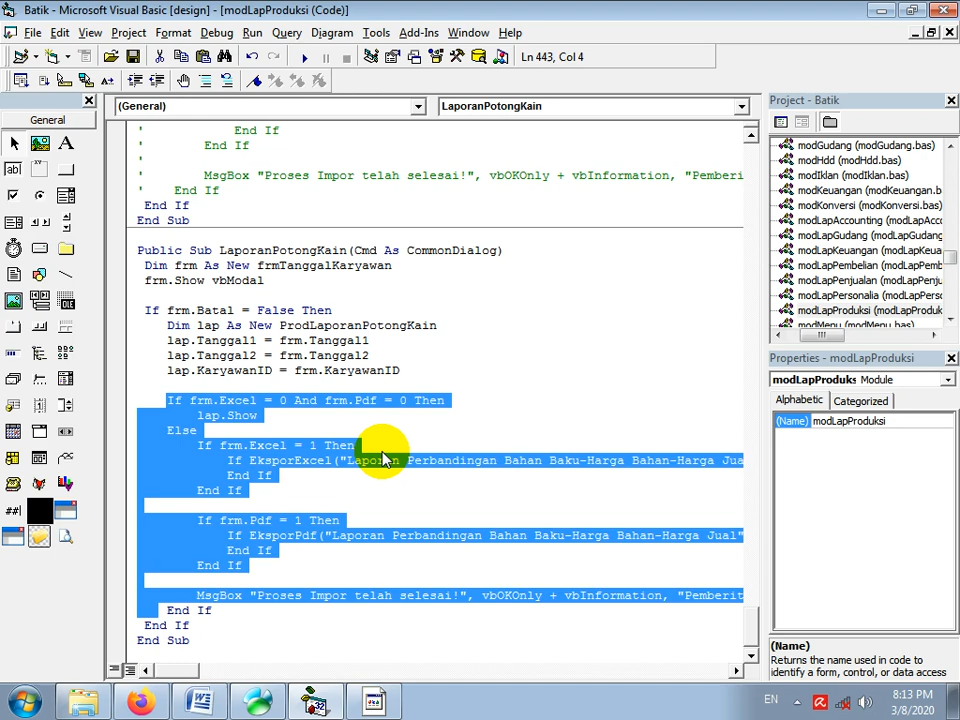 Batik - Microsoft Visual Basic [design] - [modLapProduksi (Code)]
File Edit View Project Format Debug Run Query Diagram Tools Add-Ins Window Help
Ln 443, Col 4
General
(General) LaporanPotongKain
' End If
' End If
'
' MsgBox "Proses Impor telah selesai!", vbOKOnly + vbInformation, "Pemberi
' End If
End If
End Sub
Public Sub LaporanPotongKain(Cmd As CommonDialog)
Dim frm As New frmTanggalKaryawan
frm.Show vbModal
If frm.Batal = False Then
Dim lap As New ProdLaporanPotongKain
lap.Tanggal1 = frm.Tanggal1
lap.Tanggal2 = frm.Tanggal2
lap.KaryawanID = frm.KaryawanID
If frm.Excel = 0 And frm.Pdf = 0 Then
lap.Show
Else
If frm.Excel = 1 Then
If EksporExcel("Laporan Perbandingan Bahan Baku-Harga Bahan-Harga Jua
End If
End If
If frm.Pdf = 1 Then
If EksporPdf("Laporan Perbandingan Bahan Baku-Harga Bahan-Harga Jual"
End If
End If
MsgBox "Proses Impor telah selesai!", vbOKOnly + vbInformation, "Pemberit
End If
End If
End Sub
Project - Batik
modGudang (modGudang.bas)
modHdd (modHdd.bas)
modIklan (modIklan.bas)
modKeuangan (modKeuangan.b
modKonversi (modKonversi.bas)
modLapAccounting (modLapAcc
modLapGudang (modLapGudang
modLapKeuangan (modLapKeua
modLapPembelian (modLapPemb
modLapPenjualan (modLapPenju
modLapPersonalia (modLapPers
modLapProduksi (modLapProduk
modMenu (modMenu.bas)
Properties - modLapProduksi
modLapProduks Module
Alphabetic Categorized
(Name) modLapProduksi
(Name)
Returns the name used in code to
identify a form, control, or data access
EN
8:13 PM
3/8/2020